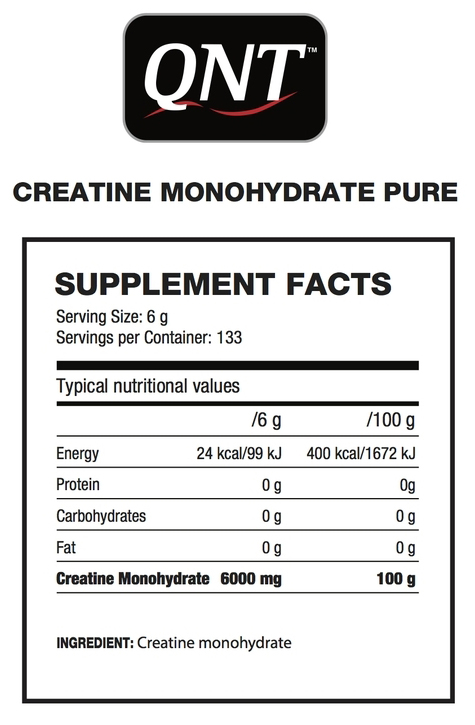 QNT™
CREATINE MONOHYDRATE PURE
SUPPLEMENT FACTS
Serving Size: 6 g
Servings per Container: 133
Typical nutritional values
/6 g /100 g
Energy 24 kcal/99 kJ 400 kcal/1672 kJ
Protein 0 g 0g
Carbohydrates 0 g 0 g
Fat 0 g 0 g
Creatine Monohydrate 6000 mg 100 g
INGREDIENT: Creatine monohydrate